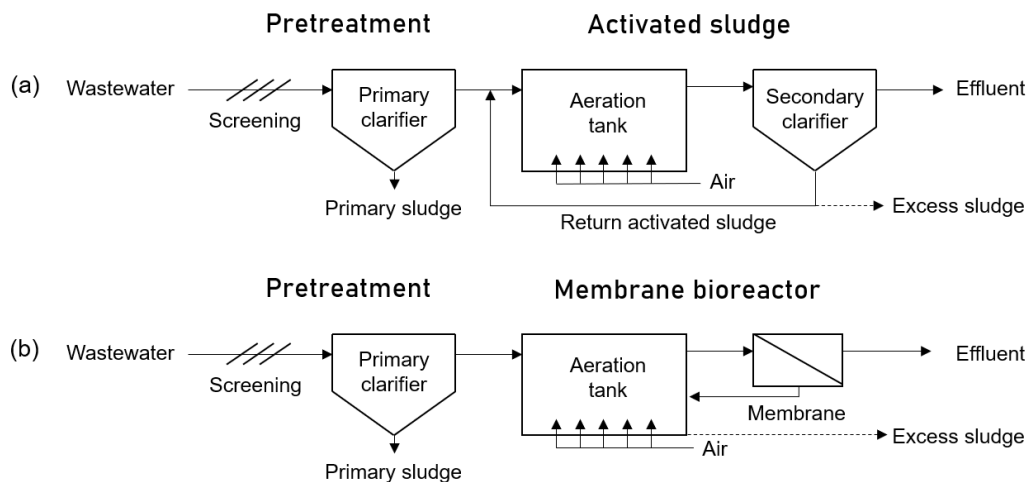 Pretreatment
Activated sludge
(a)
Wastewater
Screening
Primary
clarifier
Primary sludge
Aeration
tank
Air
Return activated sludge
Secondary
clarifier
Effluent
Excess sludge
Pretreatment
Membrane bioreactor
(b)
Wastewater
Screening
Primary
clarifier
Primary sludge
Aeration
tank
Air
Membrane
Effluent
Excess sludge